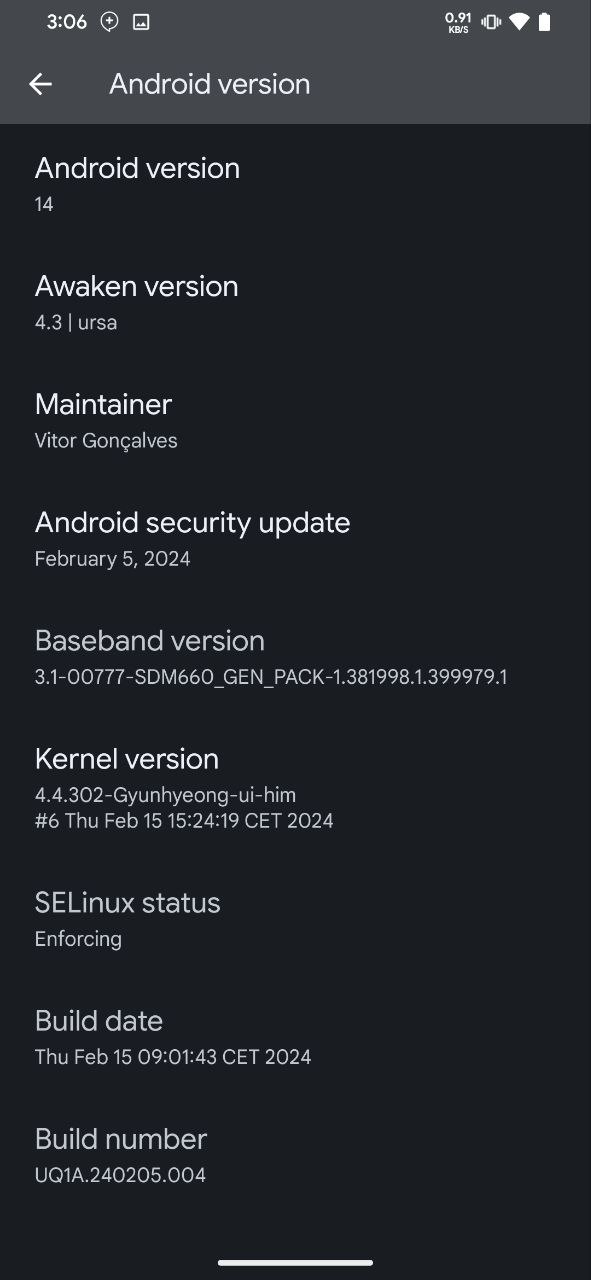 3:06
0.91
KB/S
Android version
Android version
14
Awaken version
4.3 | ursa
Maintainer
Vitor Gonçalves
Android security update
February 5, 2024
Baseband version
3.1-00777-SDM660_GEN_PACK-1.381998.1.399979.1
Kernel version
4.4.302-Gyunhyeong-ui-him
#6 Thu Feb 15 15:24:19 CET 2024
SELinux status
Enforcing
Build date
Thu Feb 15 09:01:43 CET 2024
Build number
UQ1A.240205.004